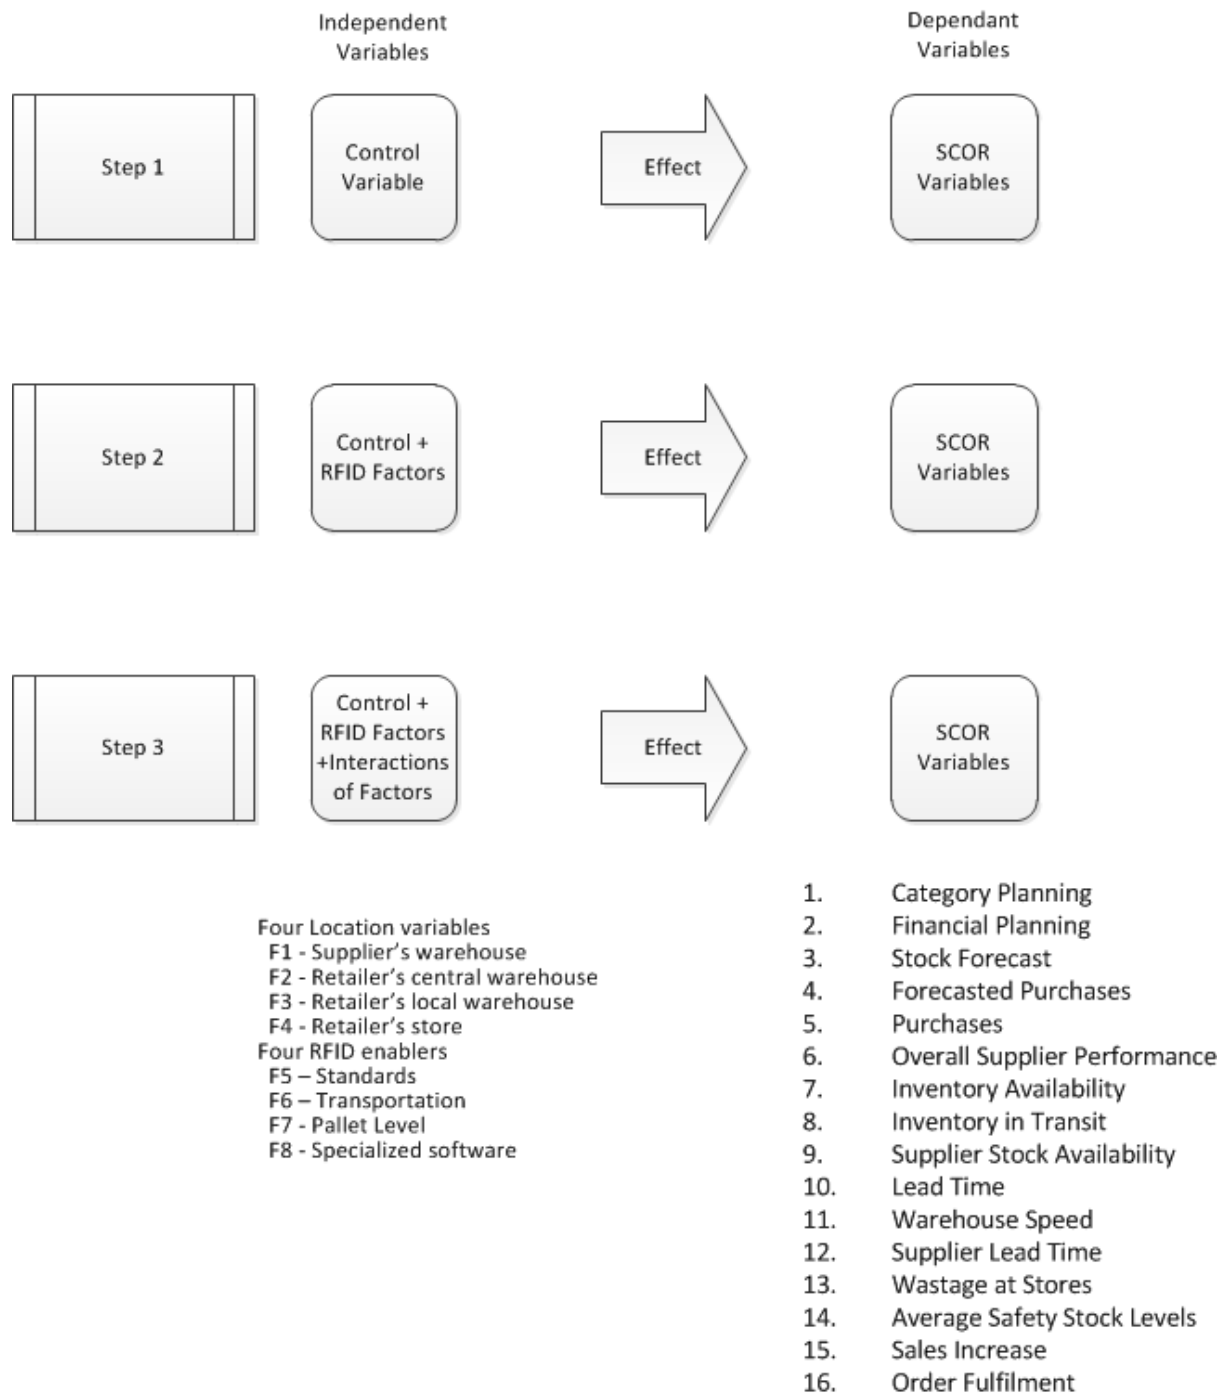 Independent
Variables
Dependant
Variables
Step 1
Control
Variable
Effect
SCOR
Variables
Step 2
Control +
RFID Factors
Effect
SCOR
Variables
Step 3
Control +
RFID Factors
+Interactions
of Factors
Effect
SCOR
Variables
Four Location variables
F1 - Supplier's warehouse
F2 - Retailer's central warehouse
F3 - Retailer's local warehouse
F4 - Retailer's store
Four RFID enablers
F5 – Standards
F6 – Transportation
F7 - Pallet Level
F8 - Specialized software
1. Category Planning
2. Financial Planning
3. Stock Forecast
4. Forecasted Purchases
5. Purchases
6. Overall Supplier Performance
7. Inventory Availability
8. Inventory in Transit
9. Supplier Stock Availability
10. Lead Time
11. Warehouse Speed
12. Supplier Lead Time
13. Wastage at Stores
14. Average Safety Stock Levels
15. Sales Increase
16. Order Fulfilment